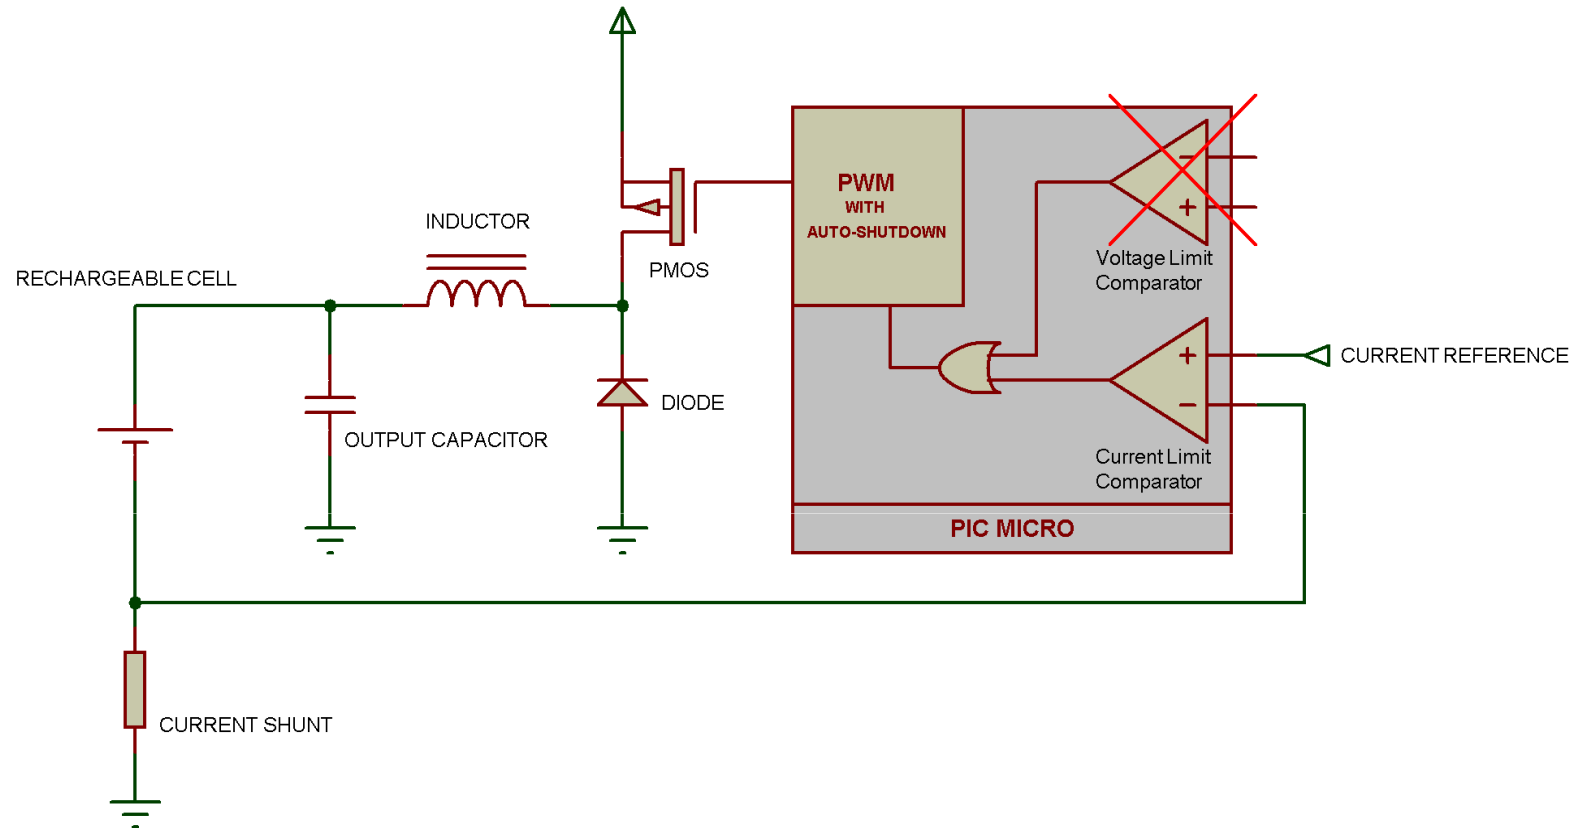 INDUCTOR
RECHARGEABLE CELL
PMOS
PWM
WITH
AUTO-SHUTDOWN
-
+
Voltage Limit
Comparator
+
CURRENT REFERENCE
-
DIODE
OUTPUT CAPACITOR
Current Limit
Comparator
PIC MICRO
CURRENT SHUNT